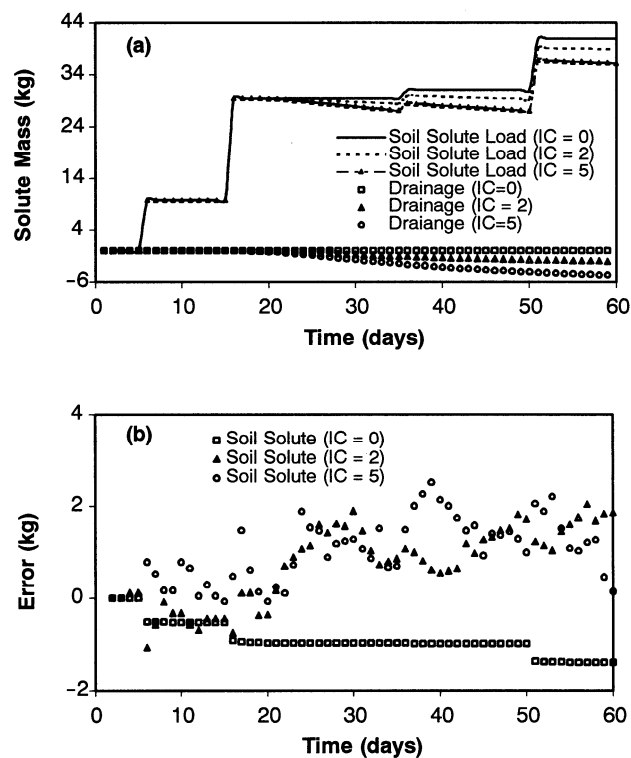 44
34
24
14
4
−6
Solute Mass (kg)
(a)
Soil Solute Load (IC = 0)
Soil Solute Load (IC = 2)
Soil Solute Load (IC = 5)
Drainage (IC=0)
Drainage (IC = 2)
Draiange (IC=5)
0 10 20 30 40 50 60
Time (days)
4
2
0
−2
Error (kg)
(b)
Soil Solute (IC = 0)
Soil Solute (IC = 2)
Soil Solute (IC = 5)
0 10 20 30 40 50 60
Time (days)